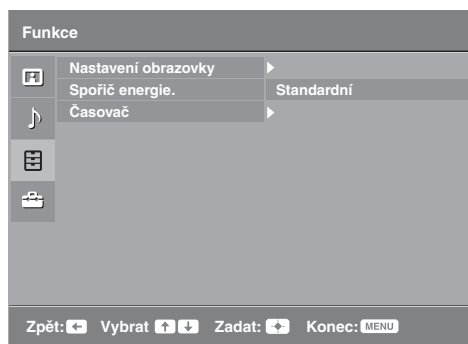 Funkce
Nastavení obrazovky
Spořič energie. Standardní
Časovač
Zpět: Vybrat Zadat: Konec: MENU